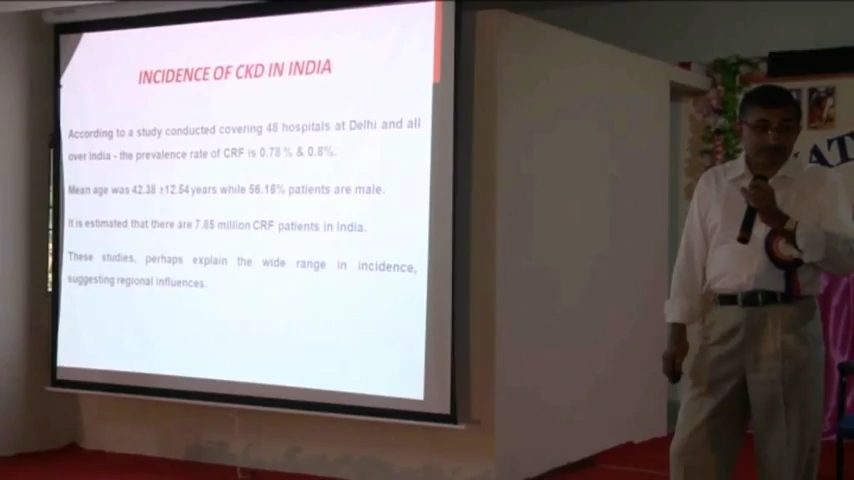 INCIDENCE OF CKD IN INDIA
According to a study conducted covering 48 hospitals at Delhi and all
over India - the prevalence rate of CRF is 0.78 % & 0.8%.
Mean age was 42.38 ±12.54 years while 56.16% patients are male.
It is estimated that there are 7.85 million CRF patients in India.
These studies, perhaps explain the wide range in incidence,
suggesting regional influences.
AT